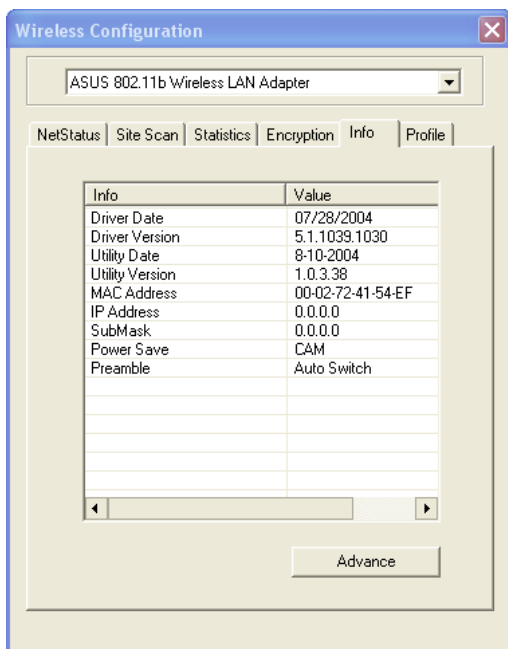 Wireless Configuration
ASUS 802.11b Wireless LAN Adapter
NetStatus Site Scan Statistics Encryption Info Profile
Info Value
Driver Date 07/28/2004
Driver Version 5.1.1039.1030
Utility Date 8-10-2004
Utility Version 1.0.3.38
MAC Address 00-02-72-41-54-EF
IP Address 0.0.0.0
SubMask 0.0.0.0
Power Save CAM
Preamble Auto Switch
Advance